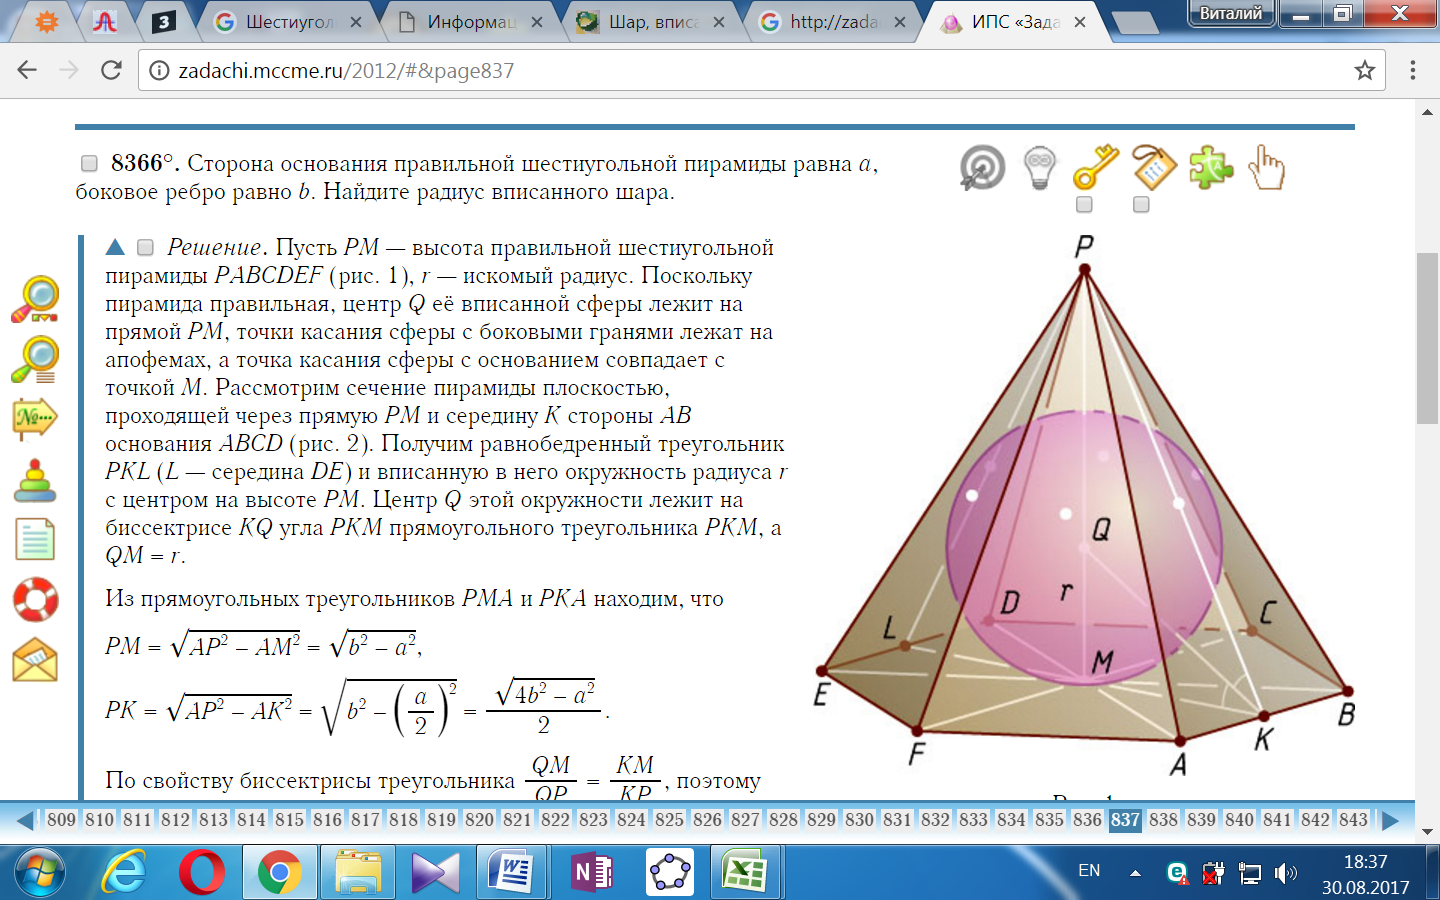 Шестиугол
Информац
Шар, вписа
http://zada
ИПС «Зада
Виталий
zadachi.mccme.ru/2012/#&page837
8366°. Сторона основания правильной шестиугольной пирамиды равна a,
боковое ребро равно b. Найдите радиус вписанного шара.
▲ Решение. Пусть PM — высота правильной шестиугольной
пирамиды PABCDEF (рис. 1), r — искомый радиус. Поскольку
пирамида правильная, центр Q её вписанной сферы лежит на
прямой PM, точки касания сферы с боковыми гранями лежат на
апофемах, а точка касания сферы с основанием совпадает с
точкой M. Рассмотрим сечение пирамиды плоскостью,
проходящей через прямую PM и середину K стороны AB
основания ABCD (рис. 2). Получим равнобедренный треугольник
PKL (L — середина DE) и вписанную в него окружность радиуса r
с центром на высоте PM. Центр Q этой окружности лежит на
биссектрисе KQ угла PKM прямоугольного треугольника PKM, а
QM = r.
Из прямоугольных треугольников PMA и PKA находим, что
PM = √(AP² – AM²) = √(b² – a²),
PK = √(AP² – AK²) = √(b² – (a/2)²) = √(4b² – a²)/2.
По свойству биссектрисы треугольника QM/QP = KM/KP, поэтому
P
Q
r
D
C
L
M
E
B
F
K
A
№...
809 810 811 812 813 814 815 816 817 818 819 820 821 822 823 824 825 826 827 828 829 830 831 832 833 834 835 836 837 838 839 840 841 842 843
EN
18:37
30.08.2017